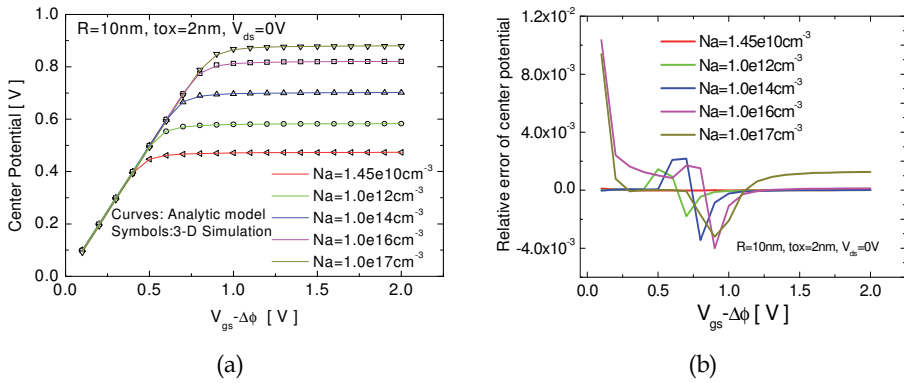 R=10nm, tox=2nm, V_ds=0V
1.0
0.8
0.6
0.4
0.2
0.0
Center Potential [ V ]
Na=1.45e10cm⁻³
Na=1.0e12cm⁻³
Na=1.0e14cm⁻³
Na=1.0e16cm⁻³
Na=1.0e17cm⁻³
Curves: Analytic model
Symbols:3-D Simulation
0.0 0.5 1.0 1.5 2.0
V_gs-Δϕ [ V ]
(a)
1.2x10⁻²
8.0x10⁻³
4.0x10⁻³
0.0
-4.0x10⁻³
Relative error of center potential
Na=1.45e10cm⁻³
Na=1.0e12cm⁻³
Na=1.0e14cm⁻³
Na=1.0e16cm⁻³
Na=1.0e17cm⁻³
R=10nm, tox=2nm, V_ds=0V
0.0 0.5 1.0 1.5 2.0
V_gs-Δϕ [ V ]
(b)